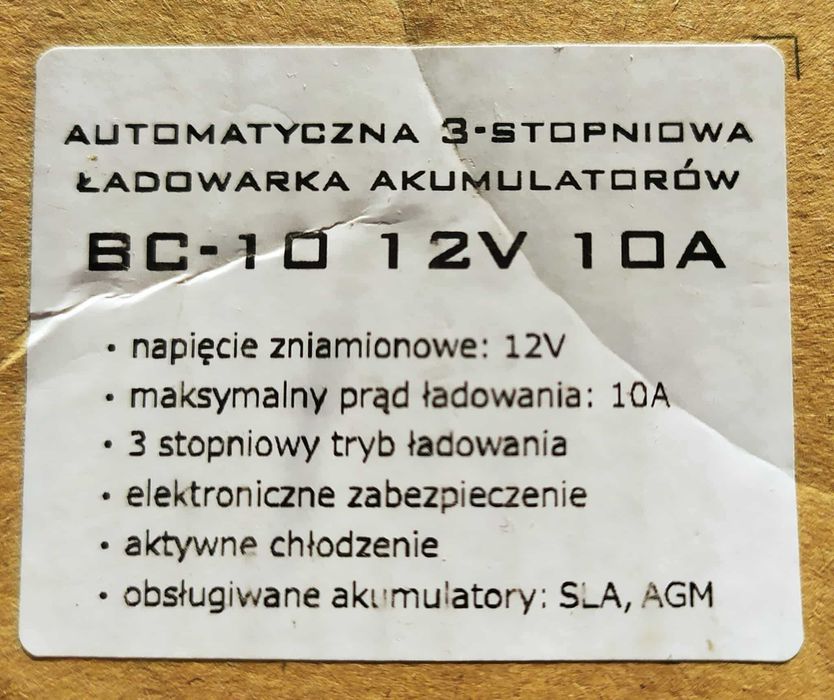 AUTOMATYCZNA 3-STOPNIOWA
ŁADOWARKA AKUMULATORÓW
BC-10 12V 10A
• napięcie zniamionowe: 12V
• maksymalny prąd ładowania: 10A
• 3 stopniowy tryb ładowania
• elektroniczne zabezpieczenie
• aktywne chłodzenie
• obsługiwane akumulatory: SLA, AGM